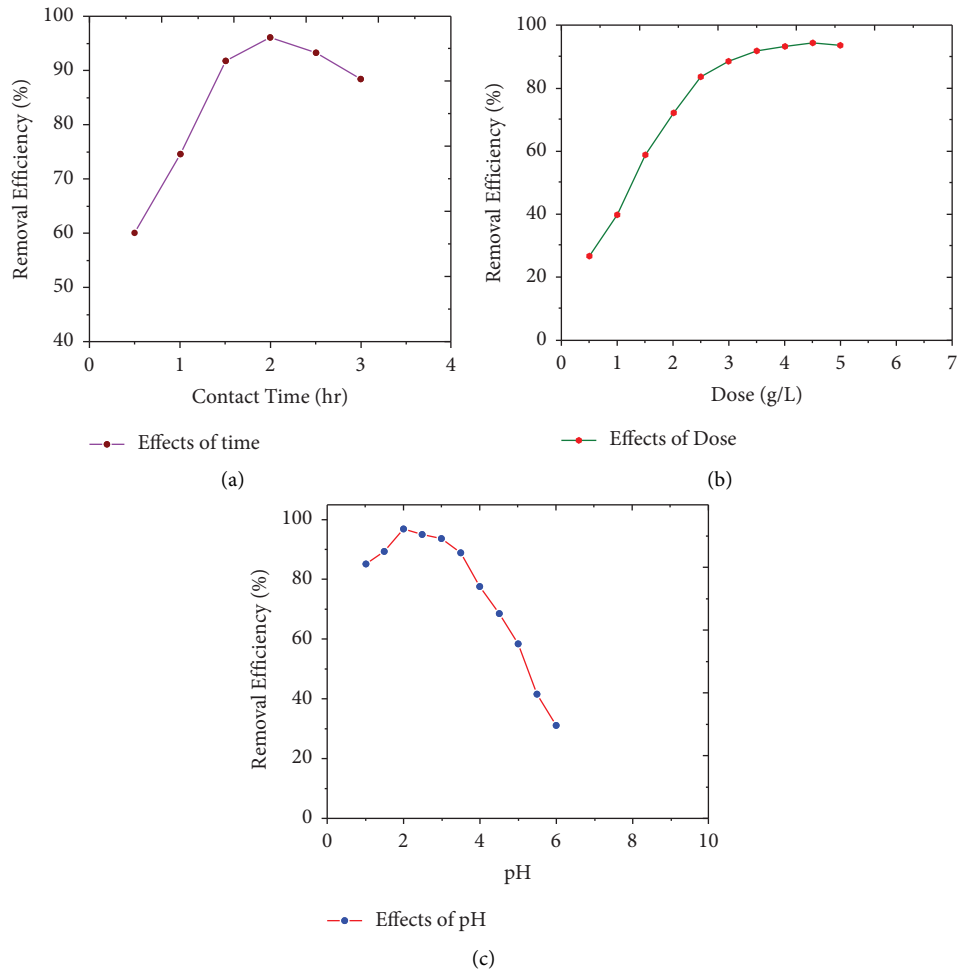 100
90
80
70
60
50
40
Removal Efficiency (%)
0 1 2 3 4
Contact Time (hr)
Effects of time
(a)
100
80
60
40
20
0
Removal Efficiency (%)
0 1 2 3 4 5 6 7
Dose (g/L)
Effects of Dose
(b)
100
80
60
40
20
0
Removal Efficiency (%)
0 2 4 6 8 10
pH
Effects of pH
(c)